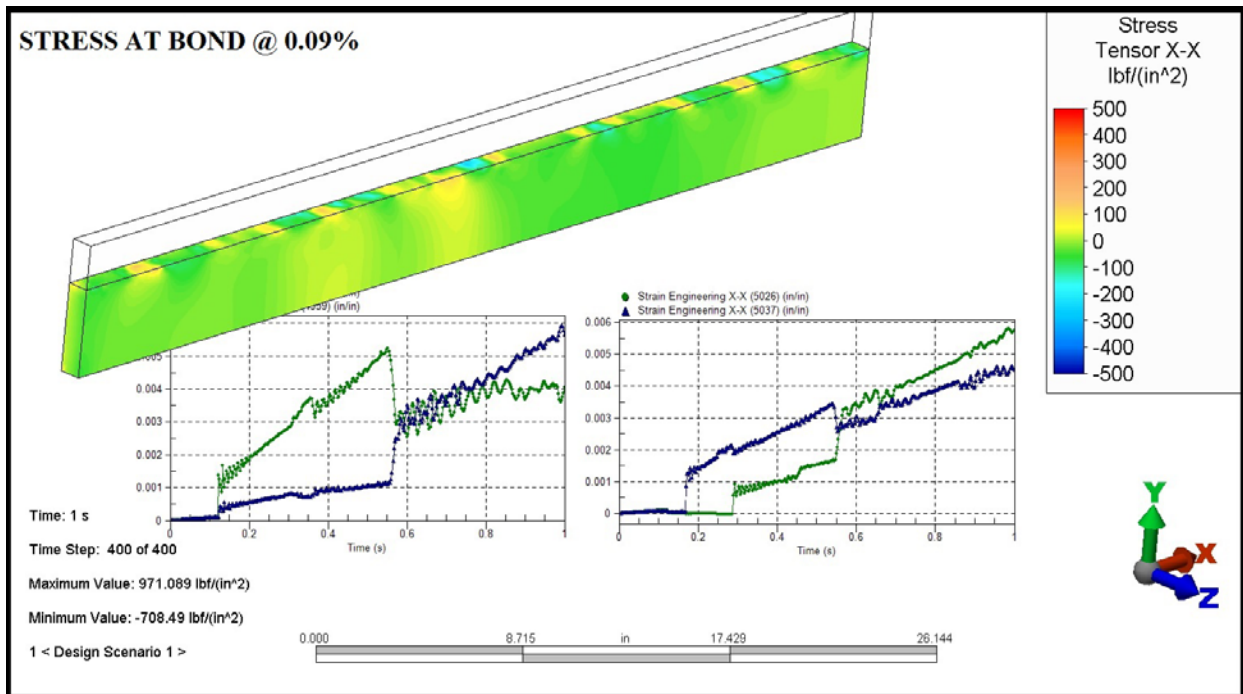 STRESS AT BOND @ 0.09%
Stress
Tensor X-X
lbf/(in^2)
500
400
300
200
100
0
-100
-200
-300
-400
-500
(in/in)
Strain Engineering X-X (5026) (in/in)
Strain Engineering X-X (5037) (in/in)
0.004
0.003
0.002
0.001
0
0 0.2 0.4 0.6 0.8 1
Time (s)
0.006
0.005
0.004
0.003
0.002
0.001
0
0 0.2 0.4 0.6 0.8 1
Time (s)
Time: 1 s
Time Step: 400 of 400
Maximum Value: 971.089 lbf/(in^2)
Minimum Value: -708.49 lbf/(in^2)
1 < Design Scenario 1 >
0.000 8.715 in 17.429 26.144
Y
X
Z